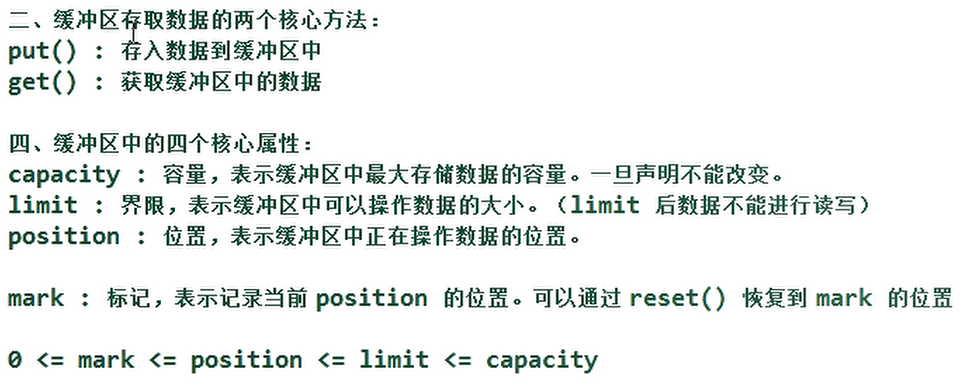 二、缓冲区存取数据的两个核心方法：
put() : 存入数据到缓冲区中
get() : 获取缓冲区中的数据
四、缓冲区中的四个核心属性：
capacity : 容量，表示缓冲区中最大存储数据的容量。一旦声明不能改变。
limit : 界限，表示缓冲区中可以操作数据的大小。（limit 后数据不能进行读写）
position : 位置，表示缓冲区中正在操作数据的位置。
mark : 标记，表示记录当前 position 的位置。可以通过 reset() 恢复到 mark 的位置
0 <= mark <= position <= limit <= capacity